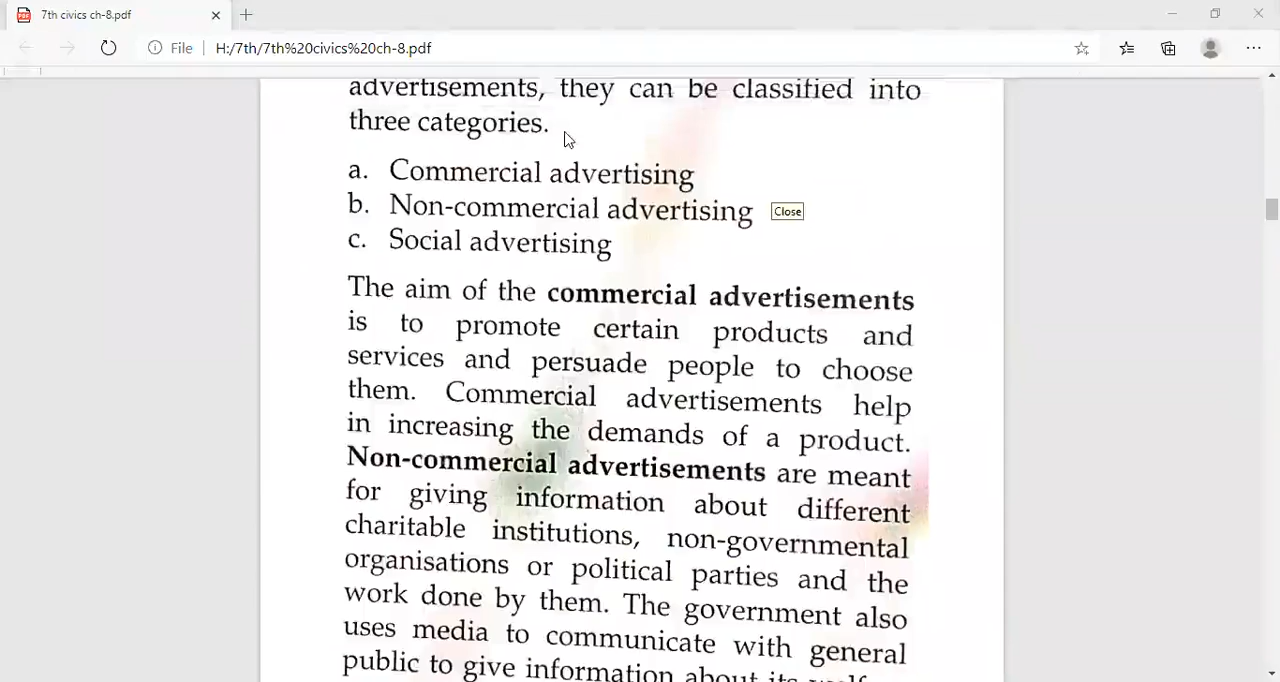 7th civics ch-8.pdf
File
H:/7th/7th%20civics%20ch-8.pdf
advertisements, they can be classified into
three categories.
a. Commercial advertising
b. Non-commercial advertising
Close
c. Social advertising
The aim of the commercial advertisements
is to promote certain products and
services and persuade people to choose
them. Commercial advertisements help
in increasing the demands of a product.
Non-commercial advertisements are meant
for giving information about different
charitable institutions, non-governmental
organisations or political parties and the
work done by them. The government also
uses media to communicate with general
public to give information about its